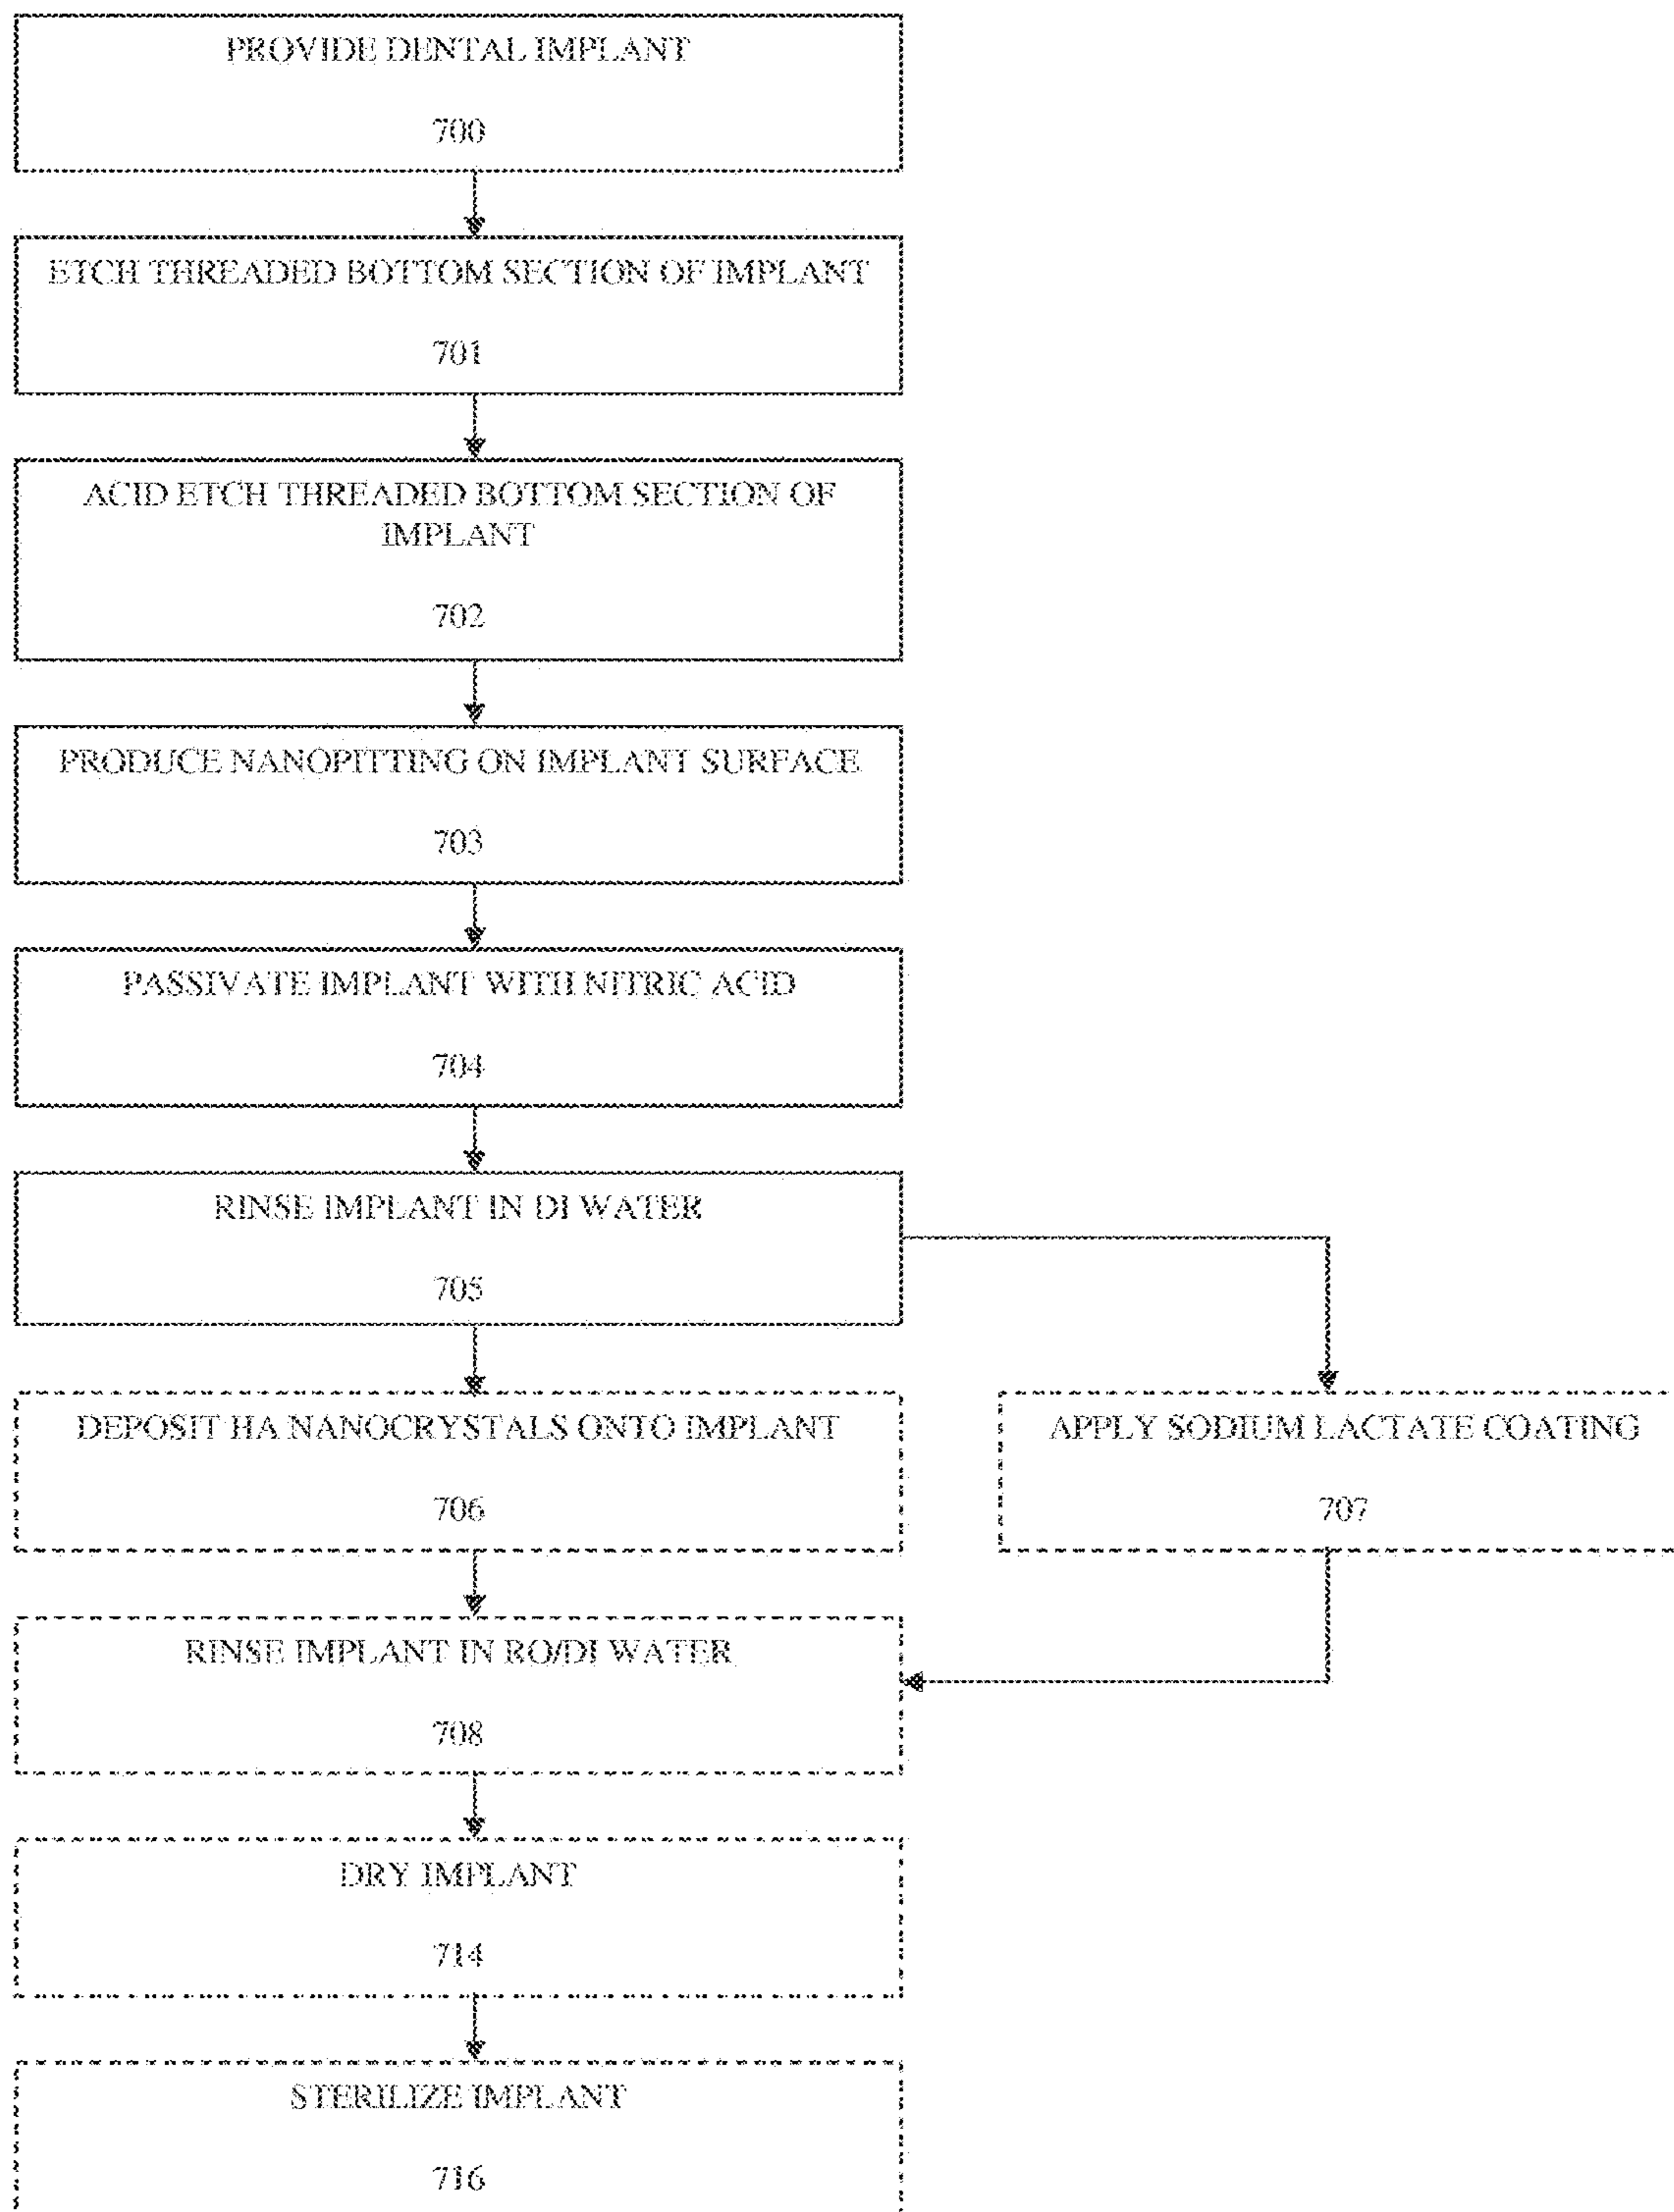 PROVIDE DENTAL IMPLANT
700
ETCH THREADED BOTTOM SECTION OF IMPLANT
701
ACID ETCH THREADED BOTTOM SECTION OF
IMPLANT
702
PRODUCE NANOPITTING ON IMPLANT SURFACE
703
PASSIVATE IMPLANT WITH NITRIC ACID
704
RINSE IMPLANT IN DI WATER
705
DEPOSIT HA NANOCRYSTALS ONTO IMPLANT
706
APPLY SODIUM LACTATE COATING
707
RINSE IMPLANT IN RO/DI WATER
708
DRY IMPLANT
714
STERILIZE IMPLANT
716